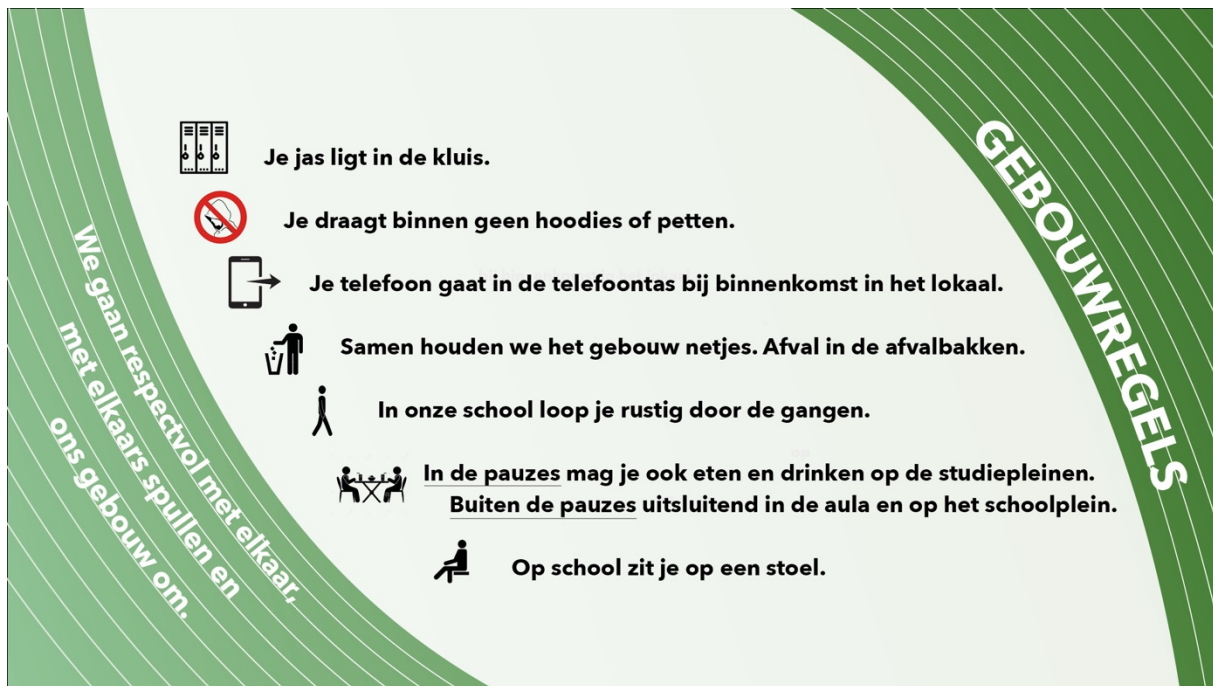 GEBOUWREGELS
Je jas ligt in de kluis.
Je draagt binnen geen hoodies of petten.
Je telefoon gaat in de telefoontas bij binnenkomst in het lokaal.
Samen houden we het gebouw netjes. Afval in de afvalbakken.
In onze school loop je rustig door de gangen.
In de pauzes mag je ook eten en drinken op de studiepleinen.
Buiten de pauzes uitsluitend in de aula en op het schoolplein.
Op school zit je op een stoel.
We gaan respectvol met elkaar,
met elkaars spullen en
ons gebouw om.